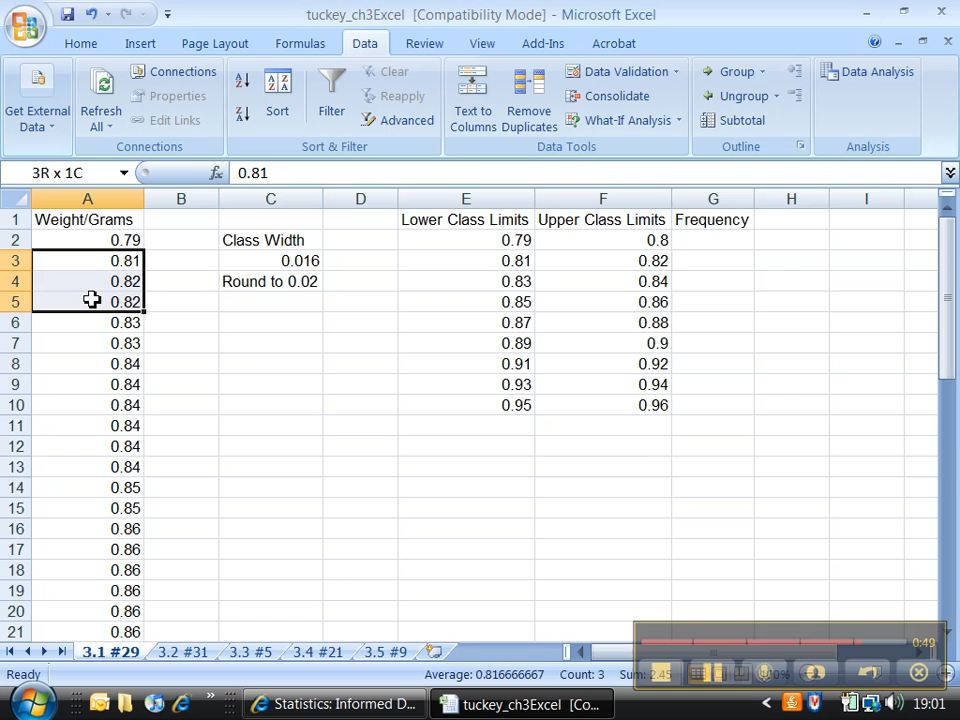 tuckey_ch3Excel [Compatibility Mode] - Microsoft Excel
Home Insert Page Layout Formulas Data Review View Add-Ins Acrobat
Get External Data
Refresh All
Connections
Properties
Edit Links
Connections
Sort
Filter
Clear
Reapply
Advanced
Sort & Filter
Text to Columns
Remove Duplicates
Data Validation
Consolidate
What-If Analysis
Data Tools
Group
Ungroup
Subtotal
Outline
Data Analysis
Analysis
3R x 1C fx 0.81
A B C D E F G H I
1 Weight/Grams Lower Class Limits Upper Class Limits Frequency
2 0.79 Class Width 0.79 0.8
3 0.81 0.016 0.81 0.82
4 0.82 Round to 0.02 0.83 0.84
5 0.82 0.85 0.86
6 0.83 0.87 0.88
7 0.83 0.89 0.9
8 0.84 0.91 0.92
9 0.84 0.93 0.94
10 0.84 0.95 0.96
11 0.84
12 0.84
13 0.84
14 0.85
15 0.85
16 0.86
17 0.86
18 0.86
19 0.86
20 0.86
21 0.86
3.1 #29 3.2 #31 3.3 #5 3.4 #21 3.5 #9
0:49
Ready Average: 0.816666667 Count: 3 Sum: 2.45
Statistics: Informed D... tuckey_ch3Excel [Co... 19:01